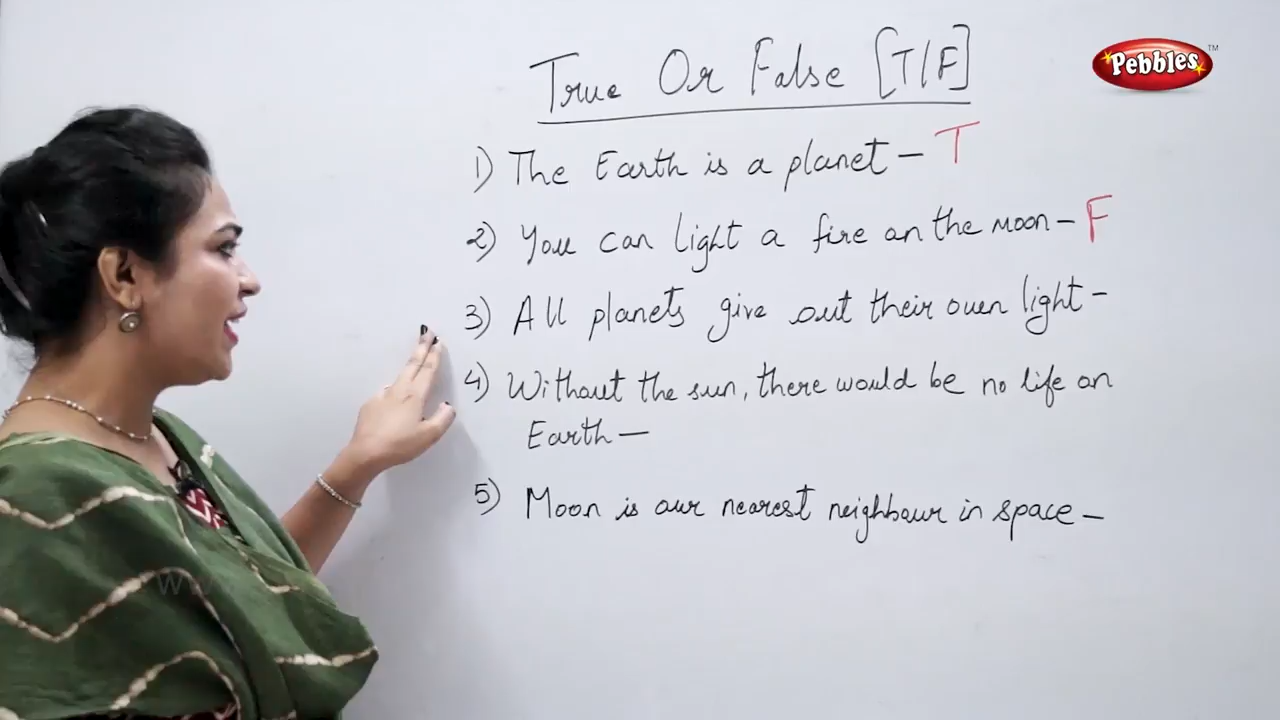 True Or False [T/F]
Pebbles TM
1) The Earth is a planet – T
2) You can light a fire on the moon – F
3) All planets give out their own light –
4) Without the sun, there would be no life on
Earth –
5) Moon is our nearest neighbour in space –